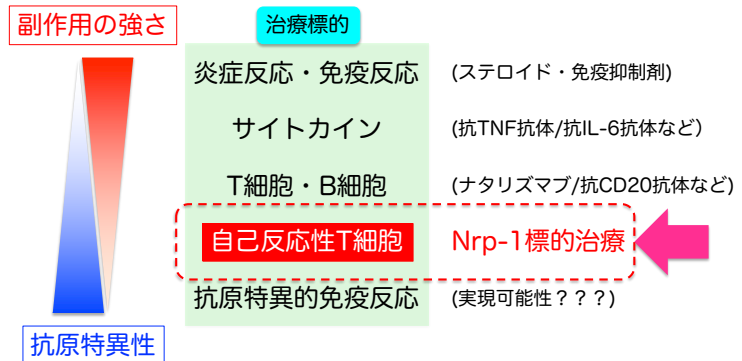 副作用の強さ
治療標的
炎症反応・免疫反応 (ステロイド・免疫抑制剤)
サイトカイン (抗TNF抗体/抗IL-6抗体など）
T細胞・B細胞 (ナタリズマブ/抗CD20抗体など)
自己反応性T細胞 Nrp-1標的治療
抗原特異的免疫反応 (実現可能性？？？)
抗原特異性